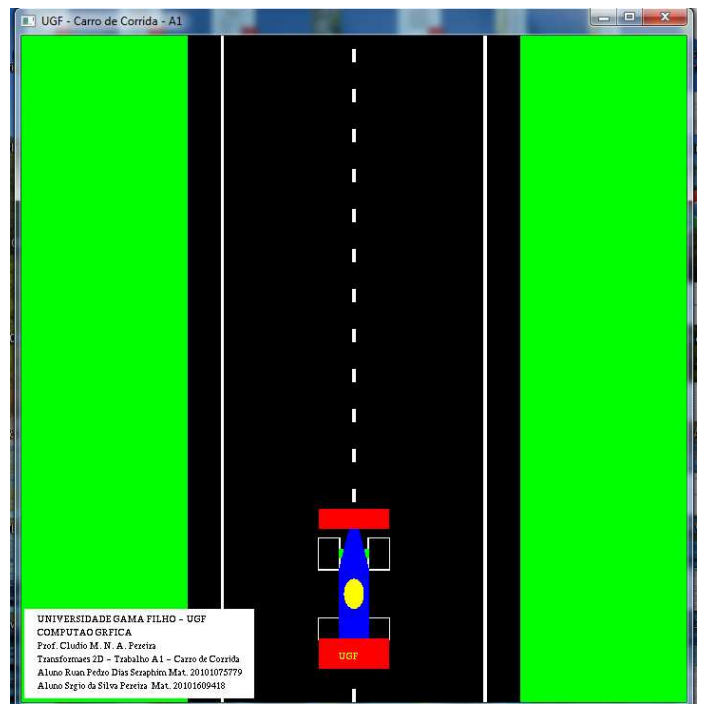 UGF - Carro de Corrida - A1
UGF
UNIVERSIDADE GAMA FILHO - UGF
COMPUTAO GRFICA
Prof. Cludio M. N. A. Pereira
Transformaes 2D - Trabalho A1 - Carro de Corrida
Aluno Ruan Pedro Dias Seraphim Mat. 20101075779
Aluno Srgio da Silva Pereira Mat. 20101609418